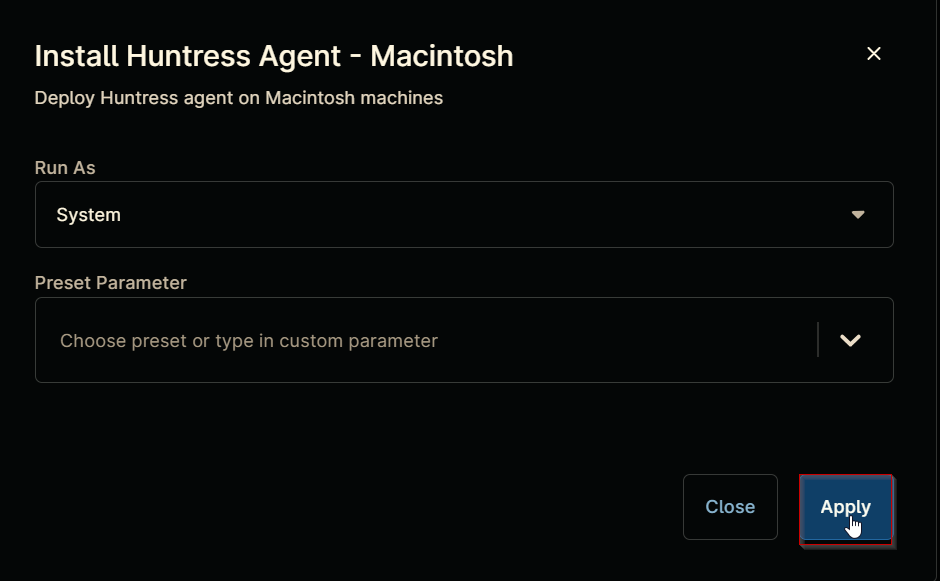 Install Huntress Agent - Macintosh
Deploy Huntress agent on Macintosh machines
Run As
System
Preset Parameter
Choose preset or type in custom parameter
Close
Apply